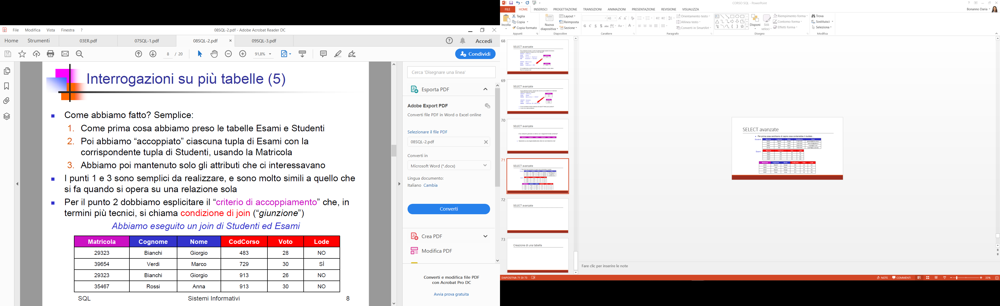 08SQL-2.pdf - Adobe Acrobat Reader DC
File Modifica Vista Finestra ?
Home Strumenti 03ER.pdf 07SQL-1.pdf 08SQL-2.pdf × 09SQL-3.pdf Accedi
8 / 20 91,8% Condividi
Interrogazioni su più tabelle (5)
Come abbiamo fatto? Semplice:
1. Come prima cosa abbiamo preso le tabelle Esami e Studenti
2. Poi abbiamo “accoppiato” ciascuna tupla di Esami con la
corrispondente tupla di Studenti, usando la Matricola
3. Abbiamo poi mantenuto solo gli attributi che ci interessavano
I punti 1 e 3 sono semplici da realizzare, e sono molto simili a quello che
si fa quando si opera su una relazione sola
Per il punto 2 dobbiamo esplicitare il “criterio di accoppiamento” che, in
termini più tecnici, si chiama condizione di join (“giunzione”)
Abbiamo eseguito un join di Studenti ed Esami
Matricola Cognome Nome CodCorso Voto Lode
29323 Bianchi Giorgio 483 28 NO
39654 Verdi Marco 729 30 SÌ
29323 Bianchi Giorgio 913 26 NO
35467 Rossi Anna 913 30 NO
SQL Sistemi Informativi 8
Cerca 'Disegnare una linea'
Esporta PDF
Adobe Export PDF
Converti file PDF in Word o Excel online
Selezionare il file PDF
08SQL-2.pdf
Converti in
Microsoft Word (*.docx)
Lingua documento:
Italiano Cambia
Converti
Crea PDF
Modifica PDF
Converti e modifica file PDF
con Acrobat Pro DC
Avvia prova gratuita
CORSO SQL - PowerPoint
FILE HOME INSERISCI PROGETTAZIONE TRANSIZIONI ANIMAZIONI PRESENTAZIONE REVISIONE VISUALIZZA Bonanno Daria
Incolla
Taglia
Copia
Copia formato
Appunti
Nuova
diapositiva
Layout
Reimposta
Sezione
Diapositive
48
G C S S abc AV Aa A
Carattere
Orientamento testo
Allinea testo
Converti in SmartArt
Paragrafo
Disponi
Stili
veloci
Riempimento forma
Contorno forma
Effetti forma
Disegno
Trova
Sostituisci
Seleziona
Modifica
68
SELECT avanzate
69
SELECT avanzate
70
SELECT avanzate
71
SELECT avanzate
72
SELECT avanzate
73
Creazione di una tabella
SELECT avanzate
Per prima cosa cerchiamo di capire cosa conterrebbe il risultato…
Studenti
Esami
Fare clic per inserire le note
DIAPOSITIVA 71 DI 73 NOTE COMMENTI 33%